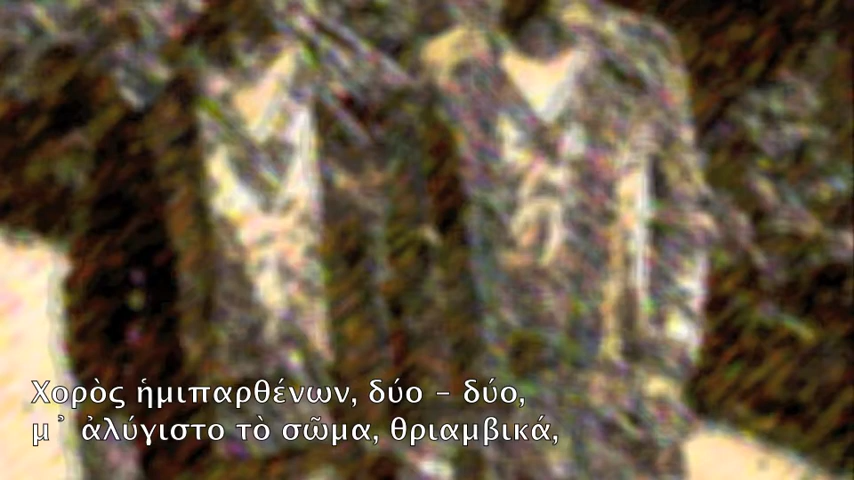 Χορὸς ἡμιπαρθένων, δύο – δύο,
μ᾿ ἀλύγιστο τὸ σῶμα, θριαμβικά,